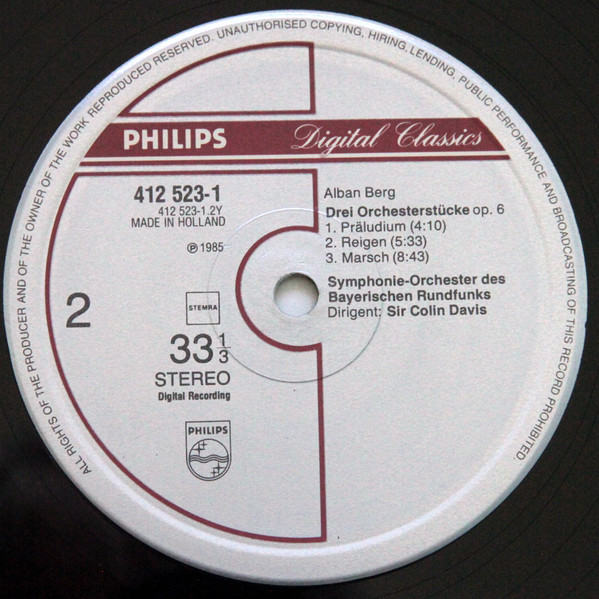 ALL RIGHTS OF THE PRODUCER AND OF THE OWNER OF THE WORK REPRODUCED RESERVED. UNAUTHORISED COPYING, HIRING, LENDING, PUBLIC PERFORMANCE AND BROADCASTING OF THIS RECORD PROHIBITED.
PHILIPS Digital Classics
412 523-1
412 523-1.2Y
MADE IN HOLLAND
℗ 1985
2
STEMRA
33 1/3
STEREO
Digital Recording
PHILIPS
Alban Berg
Drei Orchesterstücke op. 6
1. Präludium (4:10)
2. Reigen (5:33)
3. Marsch (8:43)
Symphonie-Orchester des
Bayerischen Rundfunks
Dirigent: Sir Colin Davis